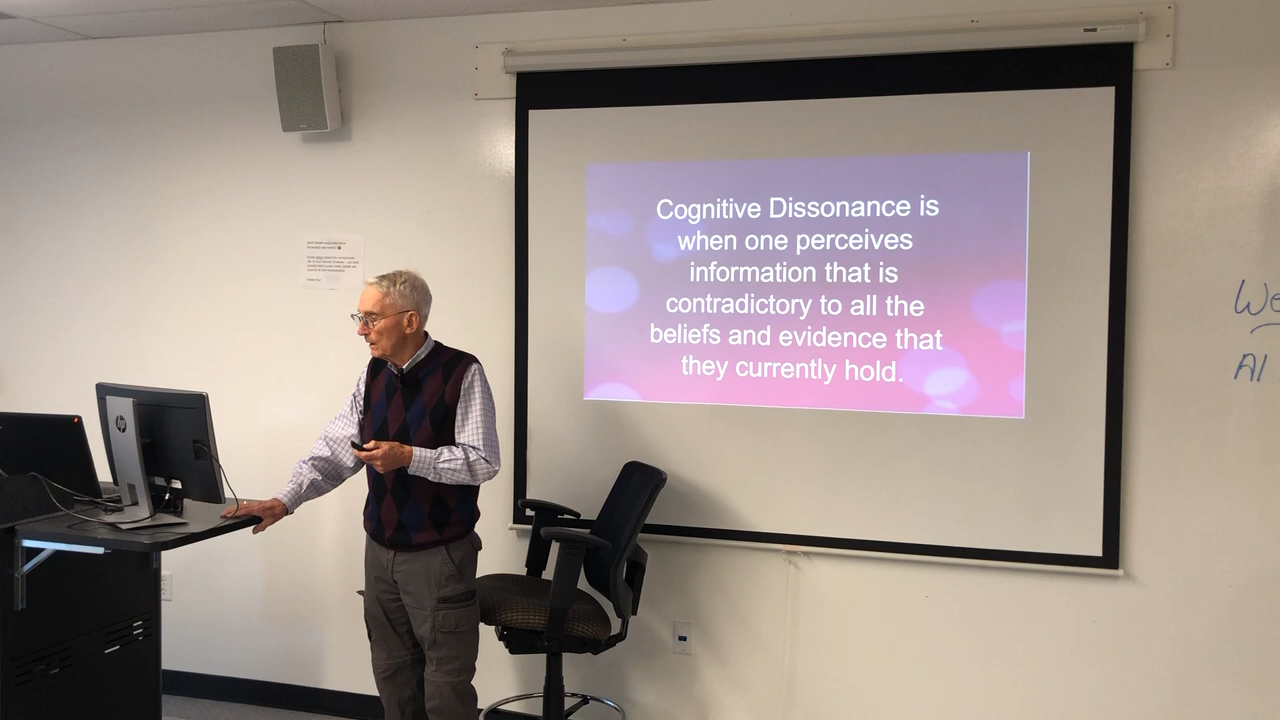 Cognitive Dissonance is
when one perceives
information that is
contradictory to all the
beliefs and evidence that
they currently hold.
We
AI
hp